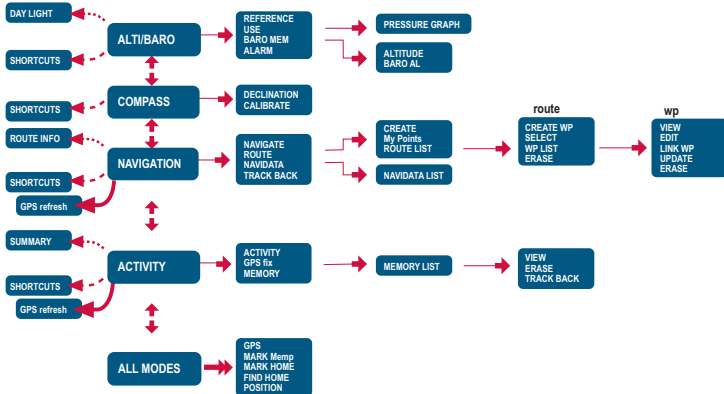 DAY LIGHT
SHORTCUTS
ALTI/BARO
REFERENCE
USE
BARO MEM
ALARM
PRESSURE GRAPH
ALTITUDE
BARO AL
SHORTCUTS
COMPASS
DECLINATION
CALIBRATE
ROUTE INFO
SHORTCUTS
GPS refresh
NAVIGATION
NAVIGATE
ROUTE
NAVIDATA
TRACK BACK
CREATE
My Points
ROUTE LIST
NAVIDATA LIST
route
CREATE WP
SELECT
WP LIST
ERASE
wp
VIEW
EDIT
LINK WP
UPDATE
ERASE
SUMMARY
SHORTCUTS
GPS refresh
ACTIVITY
ACTIVITY
GPS fix
MEMORY
MEMORY LIST
VIEW
ERASE
TRACK BACK
ALL MODES
GPS
MARK Memp
MARK HOME
FIND HOME
POSITION